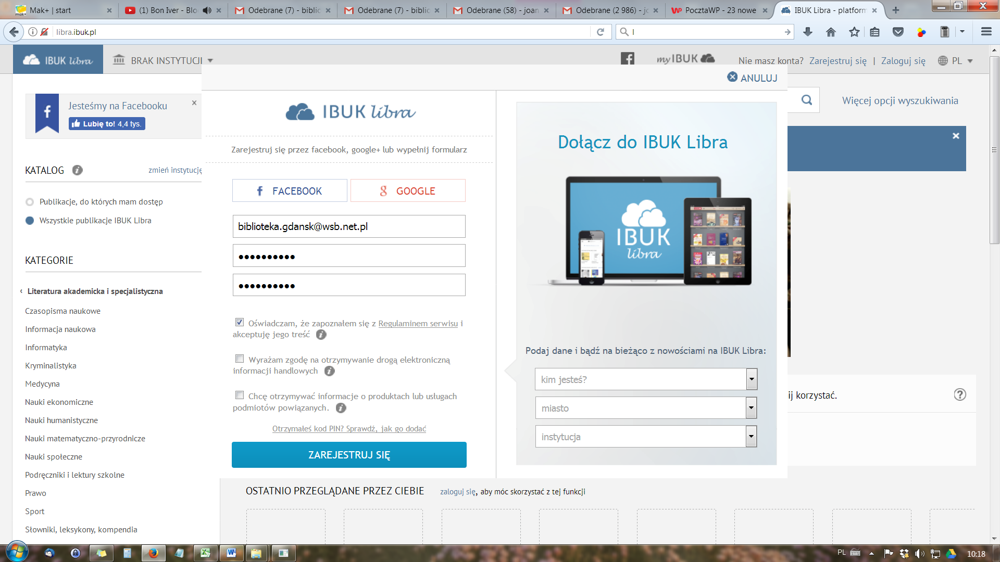 Mak+ | start
(1) Bon Iver - Blo
Odebrane (7) - biblic
Odebrane (7) - biblic
Odebrane (58) - joan
Odebrane (2 986) - jo
PocztaWP - 23 nowe
IBUK Libra - platform
libra.ibuk.pl
IBUK libra
BRAK INSTYTUCJI
myIBUK
Nie masz konta? Zarejestruj się | Zaloguj się
PL
ANULUJ
Jesteśmy na Facebooku
Lubię to! 4,4 tys.
Więcej opcji wyszukiwania
KATALOG
zmień instytucję
Publikacje, do których mam dostęp
Wszystkie publikacje IBUK Libra
KATEGORIE
Literatura akademicka i specjalistyczna
Czasopisma naukowe
Informacja naukowa
Informatyka
Kryminalistyka
Medycyna
Nauki ekonomiczne
Nauki humanistyczne
Nauki matematyczno-przyrodnicze
Nauki społeczne
Podręczniki i lektury szkolne
Prawo
Sport
Słowniki, leksykony, kompendia
IBUK libra
Zarejestruj się przez facebook, google+ lub wypełnij formularz
FACEBOOK
GOOGLE
biblioteka.gdansk@wsb.net.pl
●●●●●●●●●●
●●●●●●●●●●
Oświadczam, że zapoznałem się z Regulaminem serwisu i
akceptuję jego treść
Wyrażam zgodę na otrzymywanie drogą elektroniczną
informacji handlowych
Chcę otrzymywać informacje o produktach lub usługach
podmiotów powiązanych.
Otrzymałeś kod PIN? Sprawdź, jak go dodać
ZAREJESTRUJ SIĘ
Dołącz do IBUK Libra
IBUK
libra
Podaj dane i bądź na bieżąco z nowościami na IBUK Libra:
kim jesteś?
miasto
instytucja
ij korzystać.
OSTATNIO PRZEGLĄDANE PRZEZ CIEBIE
zaloguj się, aby móc skorzystać z tej funkcji
PL
10:18